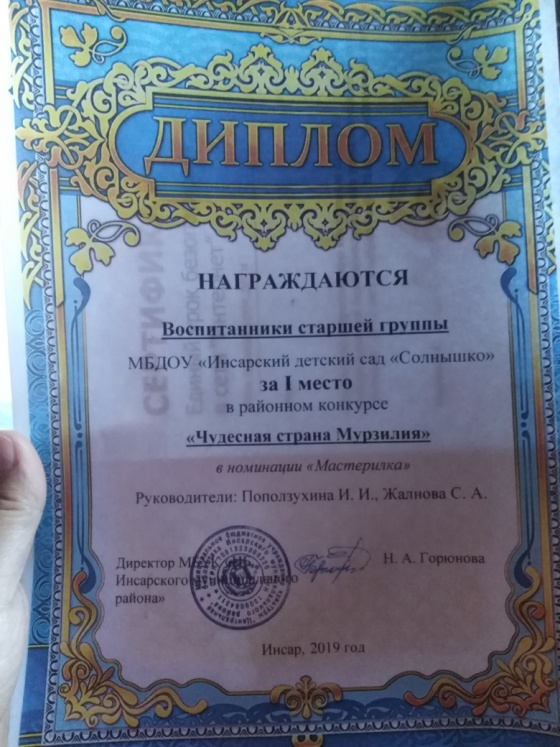 ДИПЛОМ
НАГРАЖДАЮТСЯ
Воспитанники старшей группы
МБДОУ «Инсарский детский сад «Солнышко»
за I место
в районном конкурсе
«Чудесная страна Мурзилия»
в номинации «Мастерилка»
Руководители: Поползухина И. И., Жалнова С. А.
Директор
Н. А. Горюнова
Инсарского муниципального
района»
Инсар, 2019 год